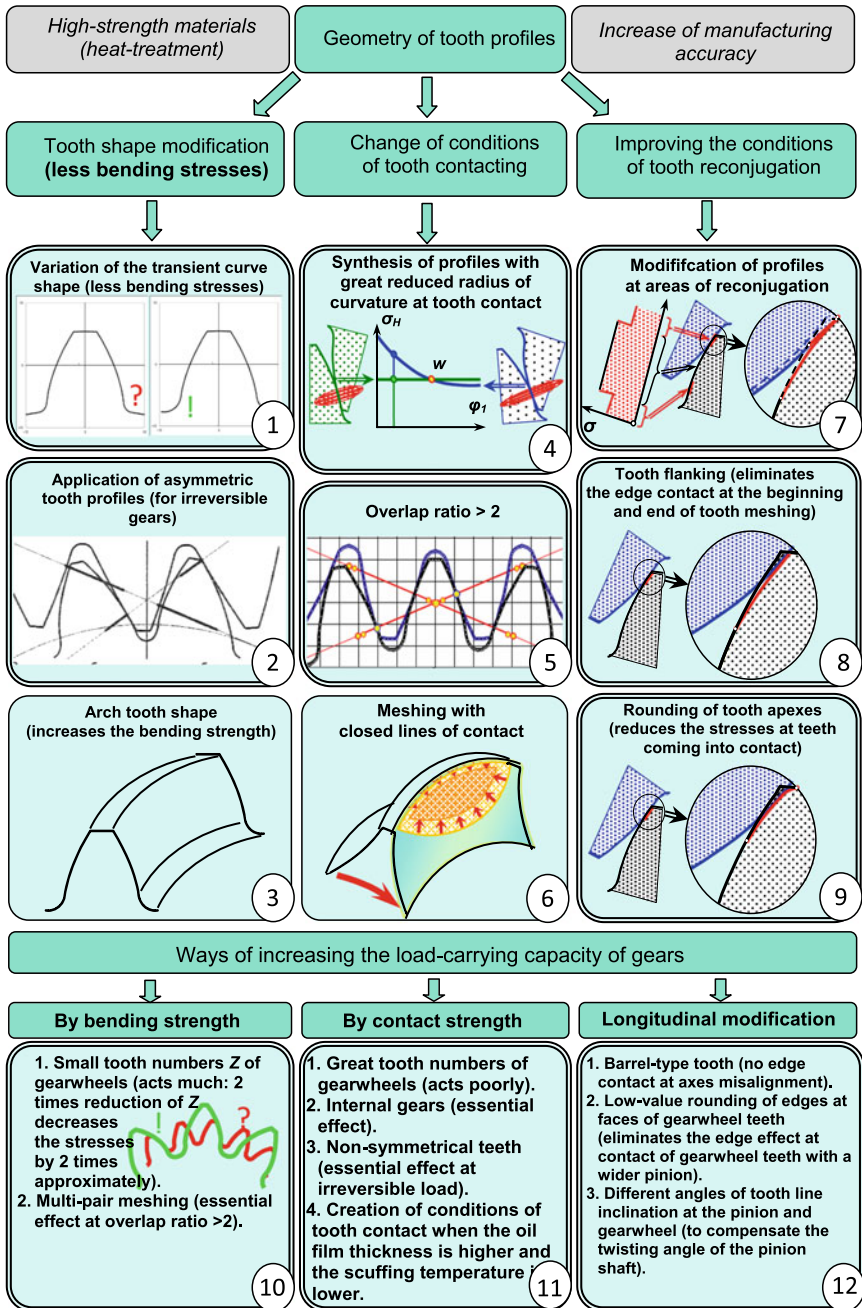 High-strength materials
(heat-treatment)
Geometry of tooth profiles
Increase of manufacturing
accuracy
Tooth shape modification
(less bending stresses)
Change of conditions
of tooth contacting
Improving the conditions
of tooth reconjugation
Variation of the transient curve
shape (less bending stresses)
?
!
1
Synthesis of profiles with
great reduced radius of
curvature at tooth contact
σH
w
φ1
4
Modififcation of profiles
at areas of reconjugation
σ
7
Application of asymmetric
tooth profiles (for irreversible
gears)
2
Overlap ratio > 2
5
Tooth flanking (eliminates
the edge contact at the beginning
and end of tooth meshing)
8
Arch tooth shape
(increases the bending strength)
3
Meshing with
closed lines of contact
6
Rounding of tooth apexes
(reduces the stresses at teeth
coming into contact)
9
Ways of increasing the load-carrying capacity of gears
By bending strength
By contact strength
Longitudinal modification
1. Small tooth numbers Z of
gearwheels (acts much: 2
times reduction of Z
decreases
the stresses
by 2 times
approximately).
! ?
2. Multi-pair meshing (essential
effect at overlap ratio >2).
10
1. Great tooth numbers of
gearwheels (acts poorly).
2. Internal gears (essential
effect).
3. Non-symmetrical teeth
(essential effect at
irreversible load).
4. Creation of conditions of
tooth contact when the oil
film thickness is higher and
the scuffing temperature i
lower.
11
1. Barrel-type tooth (no edge
contact at axes misalignment).
2. Low-value rounding of edges at
faces of gearwheel teeth
(eliminates the edge effect at
contact of gearwheel teeth with a
wider pinion).
3. Different angles of tooth line
inclination at the pinion and
gearwheel (to compensate the
twisting angle of the pinion
shaft).
12